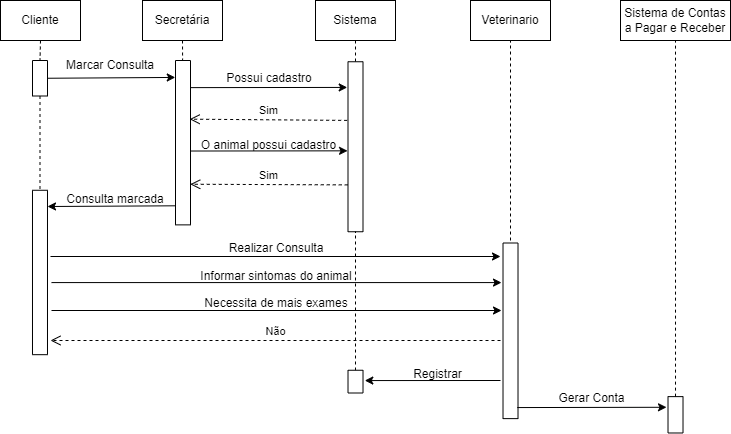 Cliente
Secretária
Sistema
Veterinario
Sistema de Contas
a Pagar e Receber
Marcar Consulta
Possui cadastro
Sim
O animal possui cadastro
Sim
Consulta marcada
Realizar Consulta
Informar sintomas do animal
Necessita de mais exames
Não
Registrar
Gerar Conta